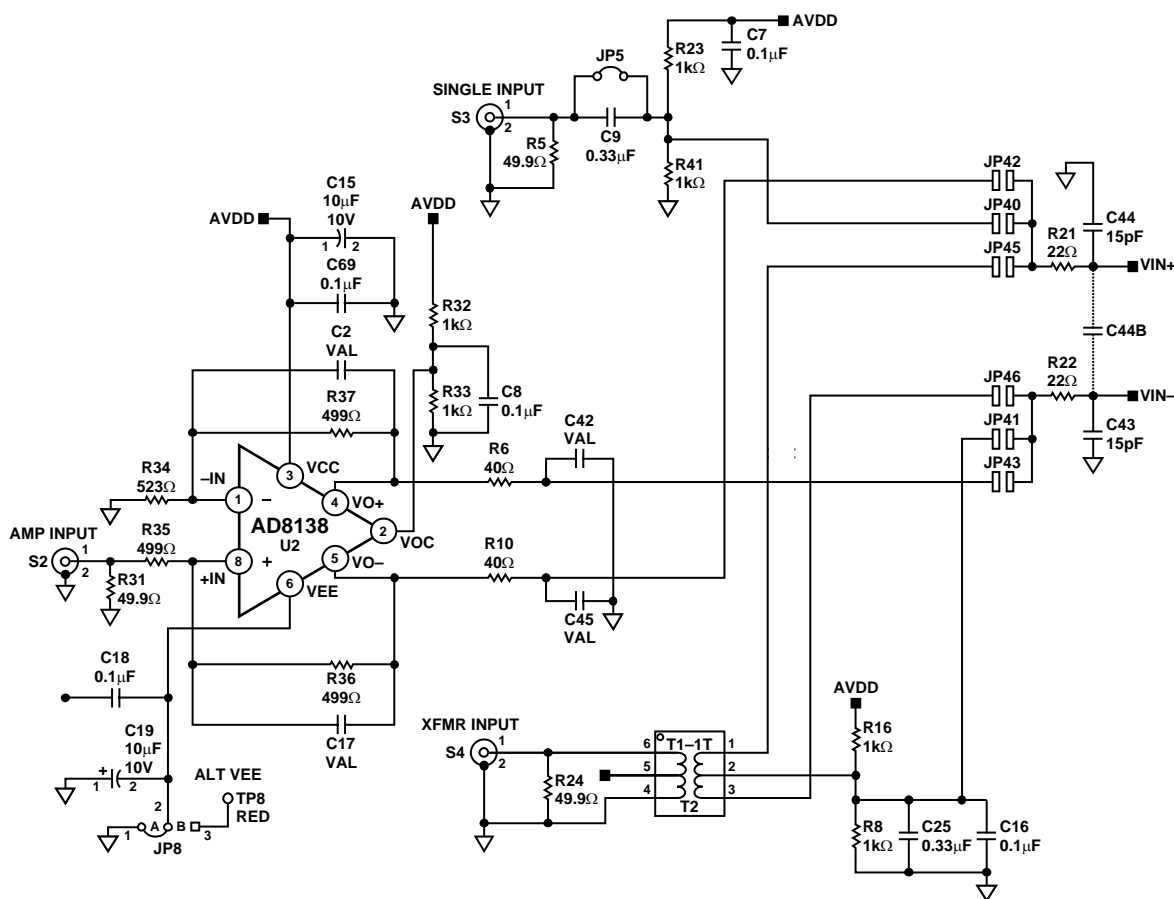 AVDD
C7
0.1µF
R23
1kΩ
JP5
SINGLE INPUT
S3
1
2
R5
49.9Ω
C9
0.33µF
R41
1kΩ
JP42
JP40
JP45
C44
15pF
R21
22Ω
VIN+
C44B
R22
22Ω
VIN–
C43
15pF
JP46
JP41
JP43
C15
10µF
10V
AVDD
1
2
C69
0.1µF
AVDD
R32
1kΩ
C2
VAL
R37
499Ω
R33
1kΩ
C8
0.1µF
C42
VAL
R6
40Ω
R34
523Ω
–IN
1
–
3
VCC
4
VO+
AD8138
U2
2
VOC
AMP INPUT
S2
1
2
R35
499Ω
8
+
+IN
R31
49.9Ω
5
VO–
6
VEE
R10
40Ω
C45
VAL
C18
0.1µF
R36
499Ω
C17
VAL
C19
10µF
10V
+
1
2
ALT VEE
TP8
RED
2
1
A
B
3
JP8
XFMR INPUT
S4
1
2
R24
49.9Ω
T1–1T
6
5
4
1
2
3
T2
AVDD
R16
1kΩ
R8
1kΩ
C25
0.33µF
C16
0.1µF